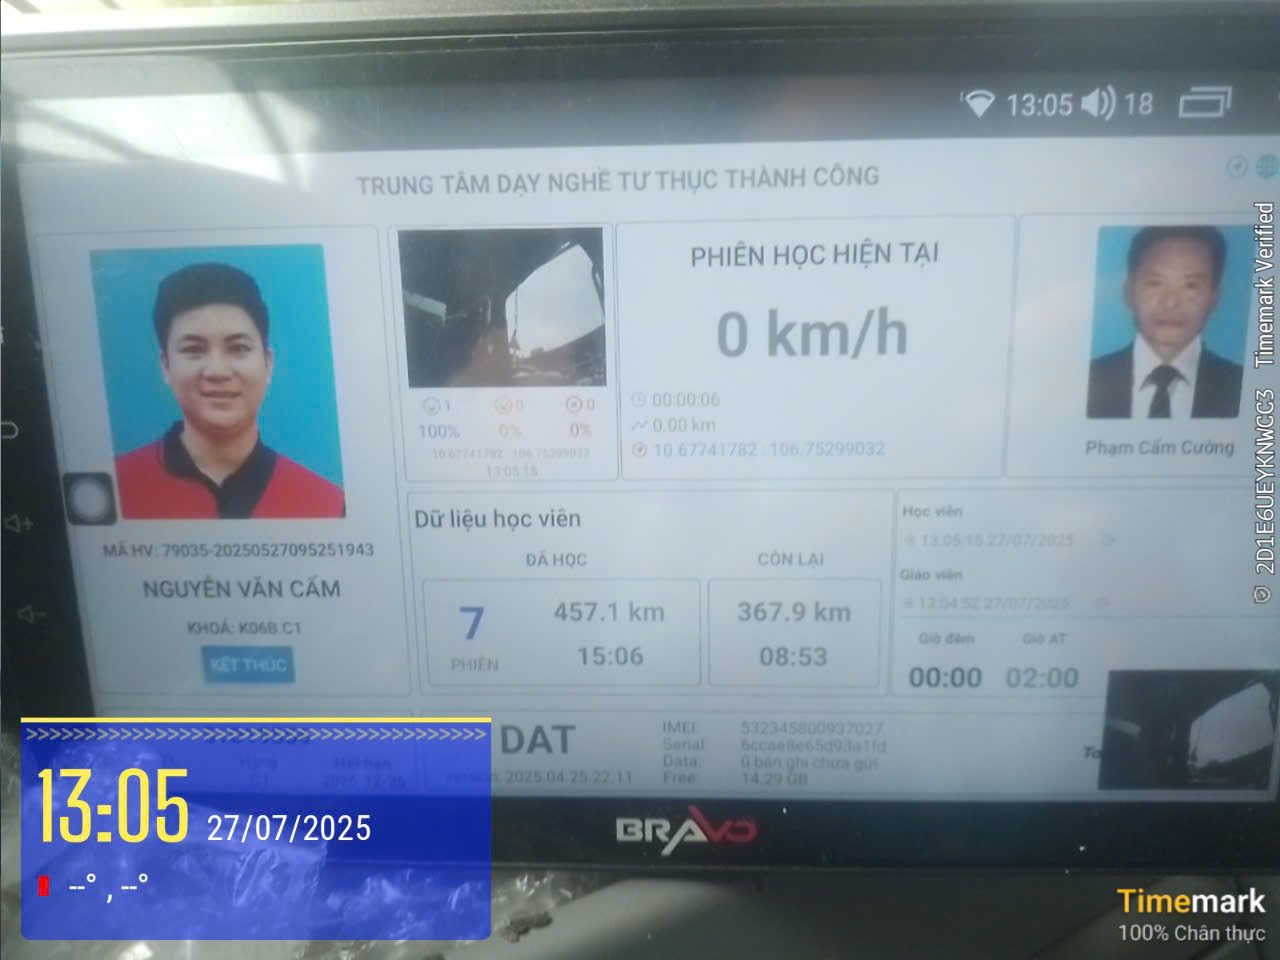 13:05 18
TRUNG TÂM DẠY NGHỀ TƯ THỤC THÀNH CÔNG
MÃ HV: 79035-20250527095251943
NGUYỄN VĂN CẤM
KHOÁ: K06B.C1
KẾT THÚC
1 0 0
100% 0% 0%
10.67741782 106.75299032
13:05:15
PHIÊN HỌC HIỆN TẠI
0 km/h
00:00:06
0.00 km
10.67741782 : 106.75299032
Phạm Cẩm Cường
Dữ liệu học viên
ĐÃ HỌC
CÒN LẠI
7
PHIÊN
457.1 km
15:06
367.9 km
08:53
Học viên
13:05:15 27/07/2025
Giáo viên
13:04:52 27/07/2025
Giờ đêm Giờ AT
00:00 02:00
Hạng
Hết hạn
C1
DAT
version: 2025.04.25.22.11
IMEI: 532345800937027
Serial: 6ccae8e65d93a1fd
Data: 0 bản ghi chưa gửi
Free: 14.29 GB
BRAVO
13:05 27/07/2025
--° , --°
2D1E6UEYKNWCC3 Timemark Verified
Timemark
100% Chân thực